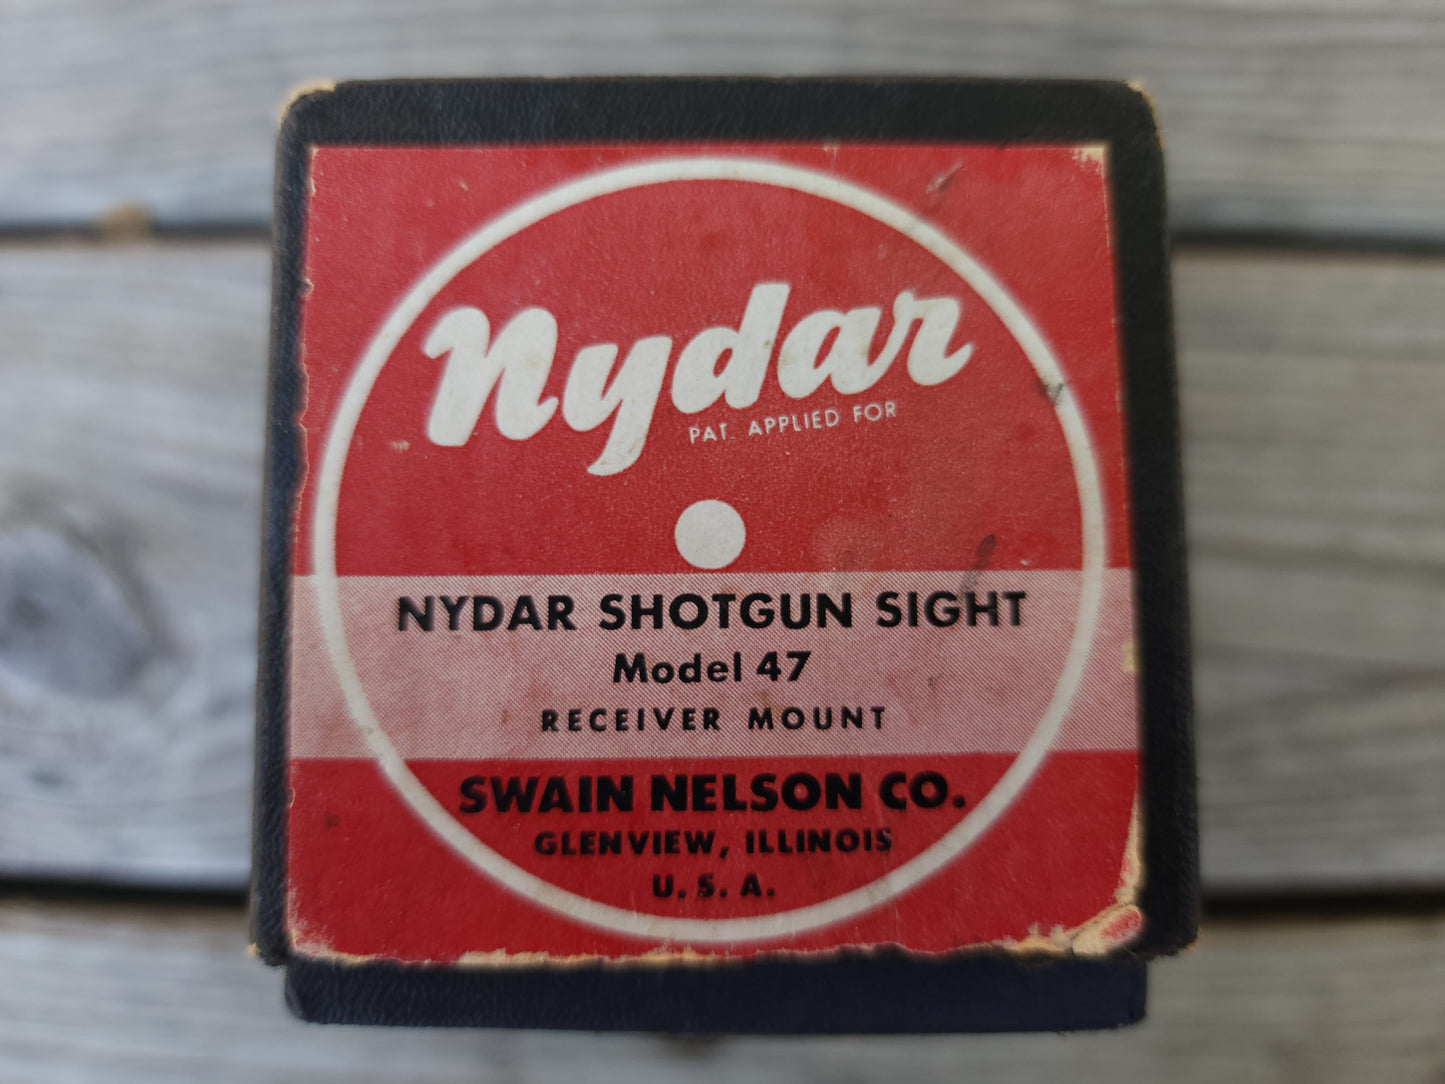 Nydar
PAT. APPLIED FOR
NYDAR SHOTGUN SIGHT
Model 47
RECEIVER MOUNT
SWAIN NELSON CO.
GLENVIEW, ILLINOIS
U. S. A.